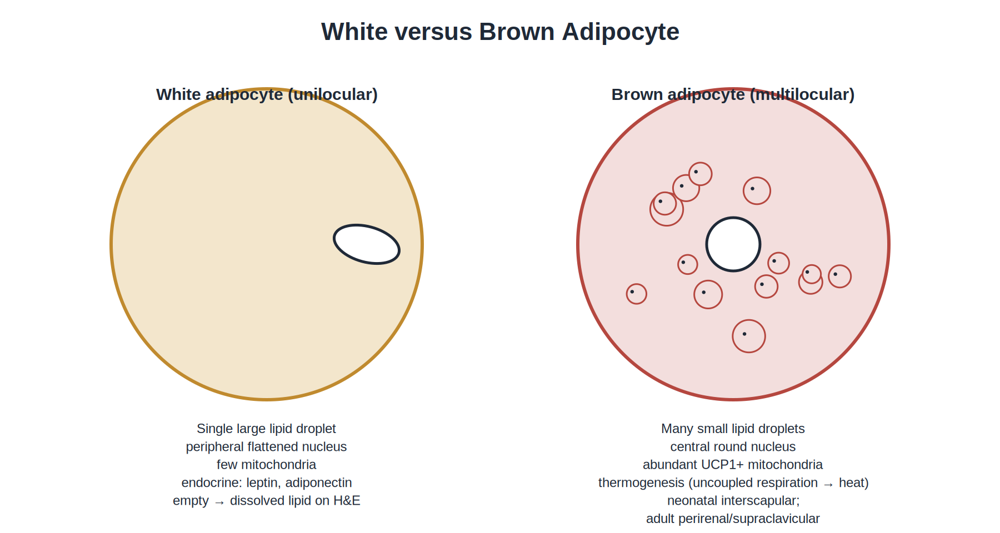 White versus Brown Adipocyte
White adipocyte (unilocular)
Brown adipocyte (multilocular)
Single large lipid droplet
peripheral flattened nucleus
few mitochondria
endocrine: leptin, adiponectin
empty → dissolved lipid on H&E
Many small lipid droplets
central round nucleus
abundant UCP1+ mitochondria
thermogenesis (uncoupled respiration → heat)
neonatal interscapular;
adult perirenal/supraclavicular